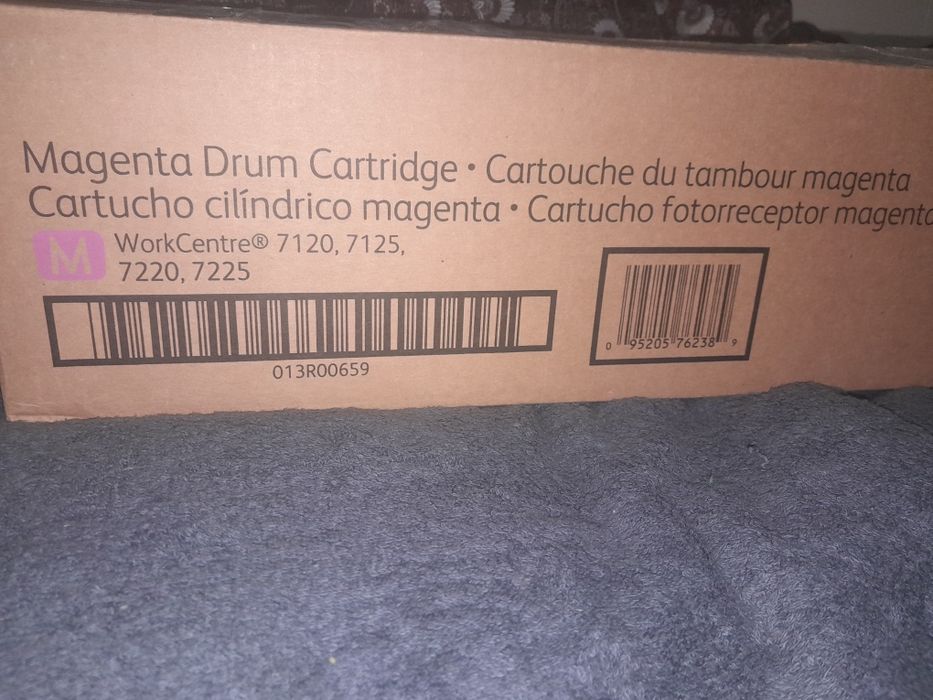 Magenta Drum Cartridge • Cartouche du tambour magenta
Cartucho cilíndrico magenta • Cartucho fotorreceptor magenta
M WorkCentre® 7120, 7125,
7220, 7225
013R00659
0 95205 76238 9